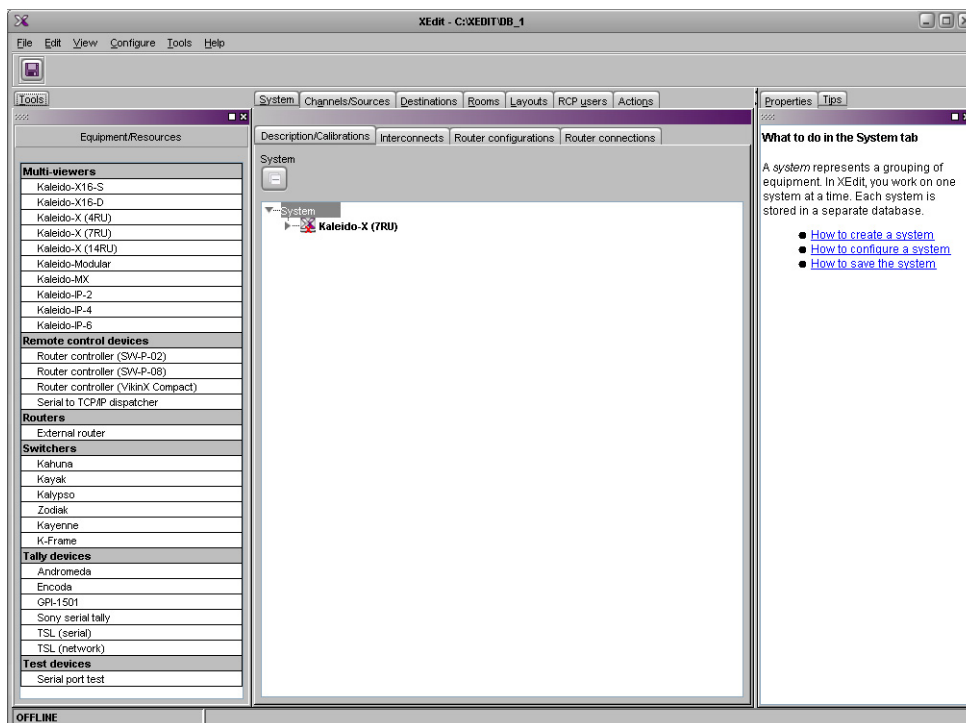 XEdit - C:\XEDIT\DB_1
File Edit View Configure Tools Help
Tools
Equipment/Resources
Multi-viewers
Kaleido-X16-S
Kaleido-X16-D
Kaleido-X (4RU)
Kaleido-X (7RU)
Kaleido-X (14RU)
Kaleido-Modular
Kaleido-MX
Kaleido-IP-2
Kaleido-IP-4
Kaleido-IP-6
Remote control devices
Router controller (SW-P-02)
Router controller (SW-P-08)
Router controller (VikinX Compact)
Serial to TCP/IP dispatcher
Routers
External router
Switchers
Kahuna
Kayak
Kalypso
Zodiak
Kayenne
K-Frame
Tally devices
Andromeda
Encoda
GPI-1501
Sony serial tally
TSL (serial)
TSL (network)
Test devices
Serial port test
System Channels/Sources Destinations Rooms Layouts RCP users Actions
Description/Calibrations Interconnects Router configurations Router connections
System
System
Kaleido-X (7RU)
Properties Tips
What to do in the System tab
A system represents a grouping of
equipment. In XEdit, you work on one
system at a time. Each system is
stored in a separate database.
How to create a system
How to configure a system
How to save the system
OFFLINE